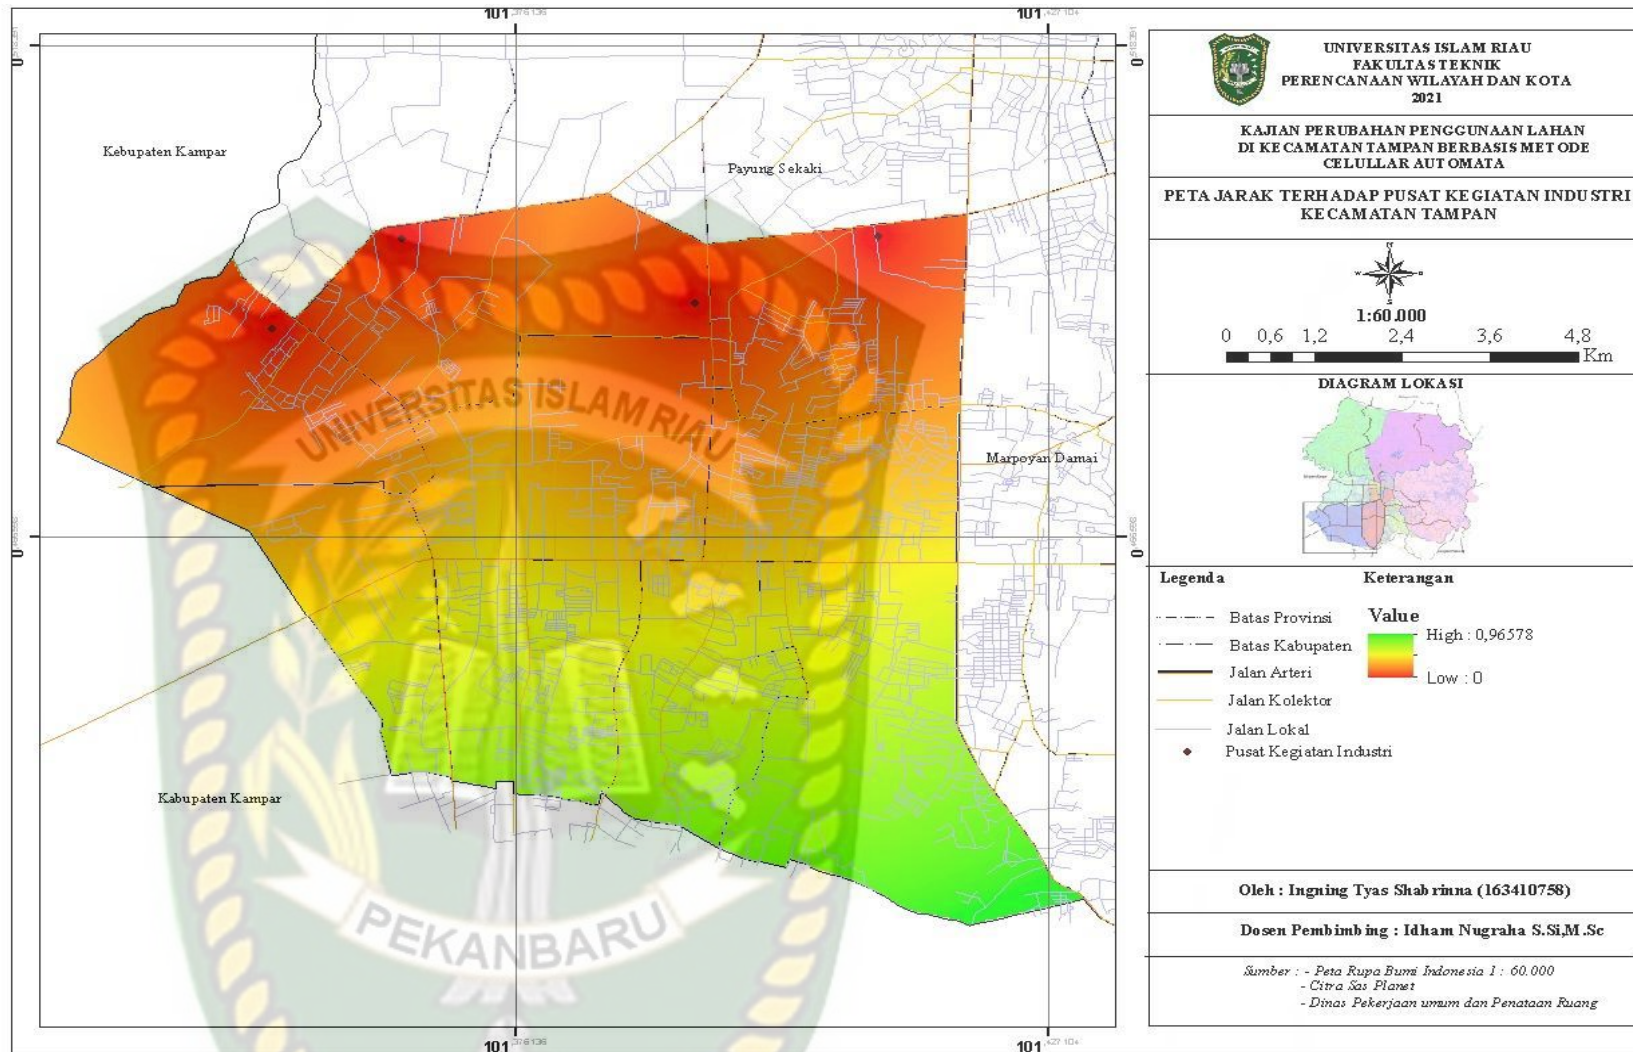 101,376136
101,427104
0
0
Kebupaten Kampar
Payung Sekaki
UNIVERSITAS ISLAM RIAU
Marpoyan Damai
0
0
Kabupaten Kampar
PEKANBARU
101,376136
101,427104
UNIVERSITAS ISLAM RIAU
FAKULTAS TEKNIK
PERENCANAAN WILAYAH DAN KOTA
2021
KAJIAN PERUBAHAN PENGGUNAAN LAHAN
DI KECAMATAN TAMPAN BERBASIS METODE
CELULLAR AUTOMATA
PETA JARAK TERHADAP PUSAT KEGIATAN INDUSTRI
KECAMATAN TAMPAN
N
W E
S
1:60.000
0 0,6 1,2 2,4 3,6 4,8
Km
DIAGRAM LOKASI
Legenda
Batas Provinsi
Batas Kabupaten
Jalan Arteri
Jalan Kolektor
Jalan Lokal
Pusat Kegiatan Industri
Keterangan
Value
High : 0,96578
Low : 0
Oleh : Ingning Tyas Shabrinna (163410758)
Dosen Pembimbing : Idham Nugraha S.Si,M.Sc
Sumber : - Peta Rupa Bumi Indonesia 1 : 60.000
- Citra Sas Planet
- Dinas Pekerjaan umum dan Penataan Ruang